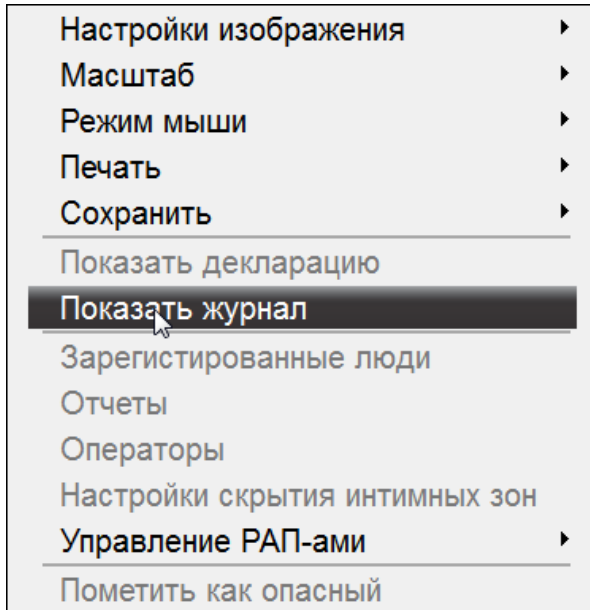 Настройки изображения
Масштаб
Режим мыши
Печать
Сохранить
Показать декларацию
Показать журнал
Зарегистированные люди
Отчеты
Операторы
Настройки скрытия интимных зон
Управление РАП-ами
Пометить как опасный